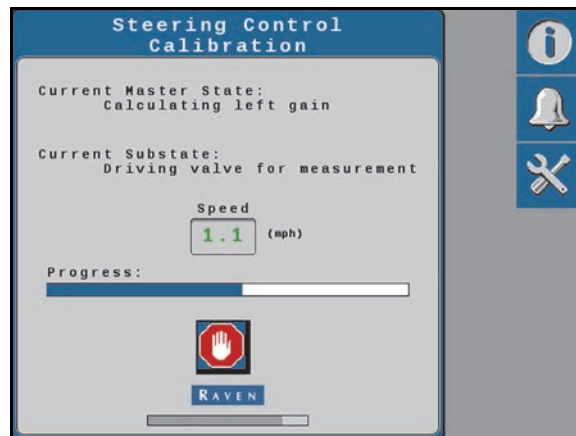 Steering Control
Calibration
Current Master State:
Calculating left gain
Current Substate:
Driving valve for measurement
Speed
1.1 (mph)
Progress:
RAVEN